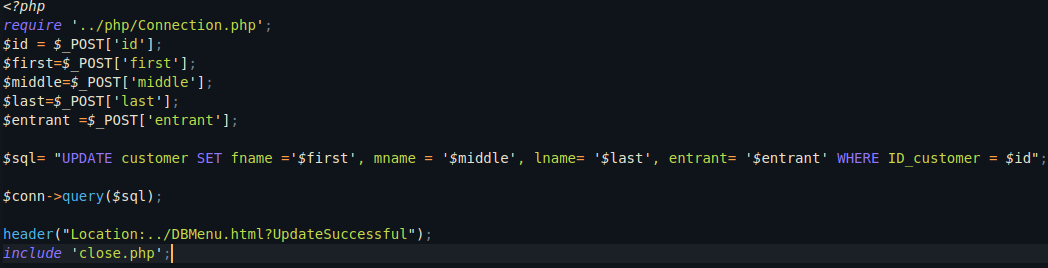 <?php
require '../php/Connection.php';
$id = $_POST['id'];
$first=$_POST['first'];
$middle=$_POST['middle'];
$last=$_POST['last'];
$entrant =$_POST['entrant'];
$sql= "UPDATE customer SET fname ='$first', mname = '$middle', lname= '$last', entrant= '$entrant' WHERE ID_customer = $id";
$conn->query($sql);
header("Location:../DBMenu.html?UpdateSuccessful");
include 'close.php';